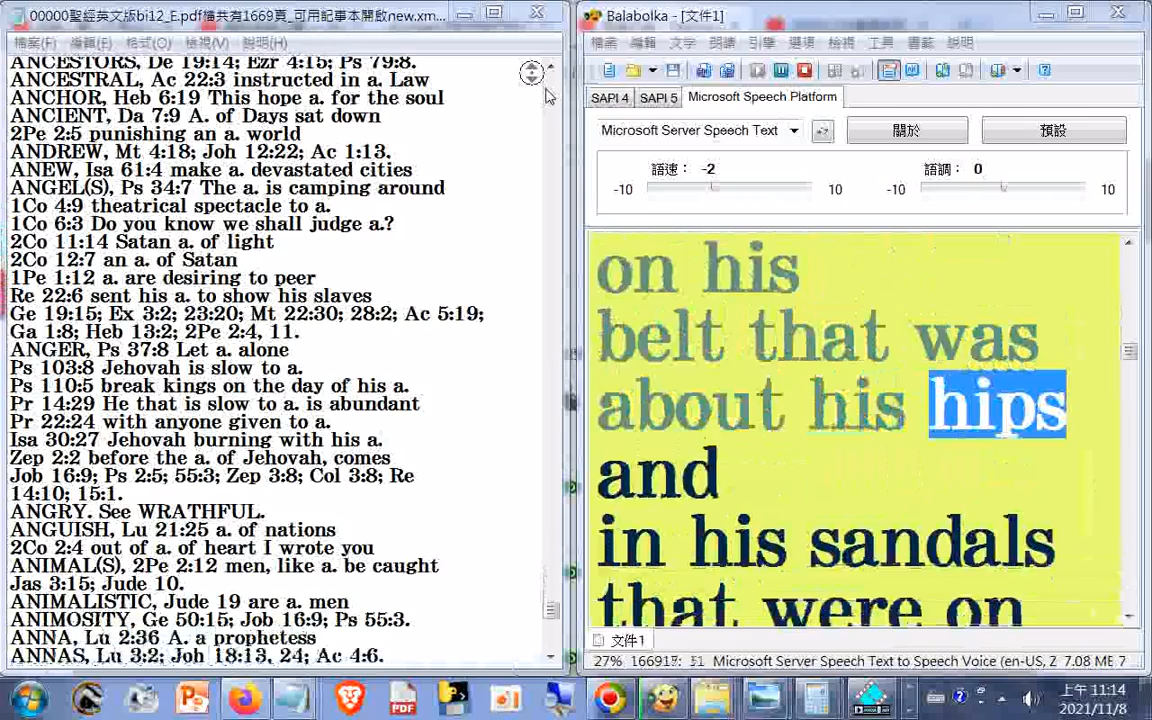 00000聖經英文版bi12_E.pdf檔共有1669頁_可用記事本開啟new.xm...
檔案(F) 編輯(E) 格式(O) 檢視(V) 說明(H)
ANCESTORS, De 19:14; Ezr 4:15; Ps 79:8.
ANCESTRAL, Ac 22:3 instructed in a. Law
ANCHOR, Heb 6:19 This hope a. for the soul
ANCIENT, Da 7:9 A. of Days sat down
2Pe 2:5 punishing an a. world
ANDREW, Mt 4:18; Joh 12:22; Ac 1:13.
ANEW, Isa 61:4 make a. devastated cities
ANGEL(S), Ps 34:7 The a. is camping around
1Co 4:9 theatrical spectacle to a.
1Co 6:3 Do you know we shall judge a.?
2Co 11:14 Satan a. of light
2Co 12:7 an a. of Satan
1Pe 1:12 a. are desiring to peer
Re 22:6 sent his a. to show his slaves
Ge 19:15; Ex 3:2; 23:20; Mt 22:30; 28:2; Ac 5:19;
Ga 1:8; Heb 13:2; 2Pe 2:4, 11.
ANGER, Ps 37:8 Let a. alone
Ps 103:8 Jehovah is slow to a.
Ps 110:5 break kings on the day of his a.
Pr 14:29 He that is slow to a. is abundant
Pr 22:24 with anyone given to a.
Isa 30:27 Jehovah burning with his a.
Zep 2:2 before the a. of Jehovah, comes
Job 16:9; Ps 2:5; 55:3; Zep 3:8; Col 3:8; Re
14:10; 15:1.
ANGRY. See WRATHFUL.
ANGUISH, Lu 21:25 a. of nations
2Co 2:4 out of a. of heart I wrote you
ANIMAL(S), 2Pe 2:12 men, like a. be caught
Jas 3:15; Jude 10.
ANIMALISTIC, Jude 19 are a. men
ANIMOSITY, Ge 50:15; Job 16:9; Ps 55:3.
ANNA, Lu 2:36 A. a prophetess
ANNAS, Lu 3:2; Joh 18:13, 24; Ac 4:6.
Balabolka - [文件1]
檔案 編輯 文字 朗讀 引擎 選項 檢視 工具 書籤 說明
SAPI 4 SAPI 5 Microsoft Speech Platform
Microsoft Server Speech Text 關於 預設
語速: -2 語調: 0
-10 10 -10 10
on his
belt that was
about his hips
and
in his sandals
that were on
文件1
27% Microsoft Server Speech Text to Speech Voice (en-US, Z 7.08 ME 7
PDF
上午 11:14
2021/11/8